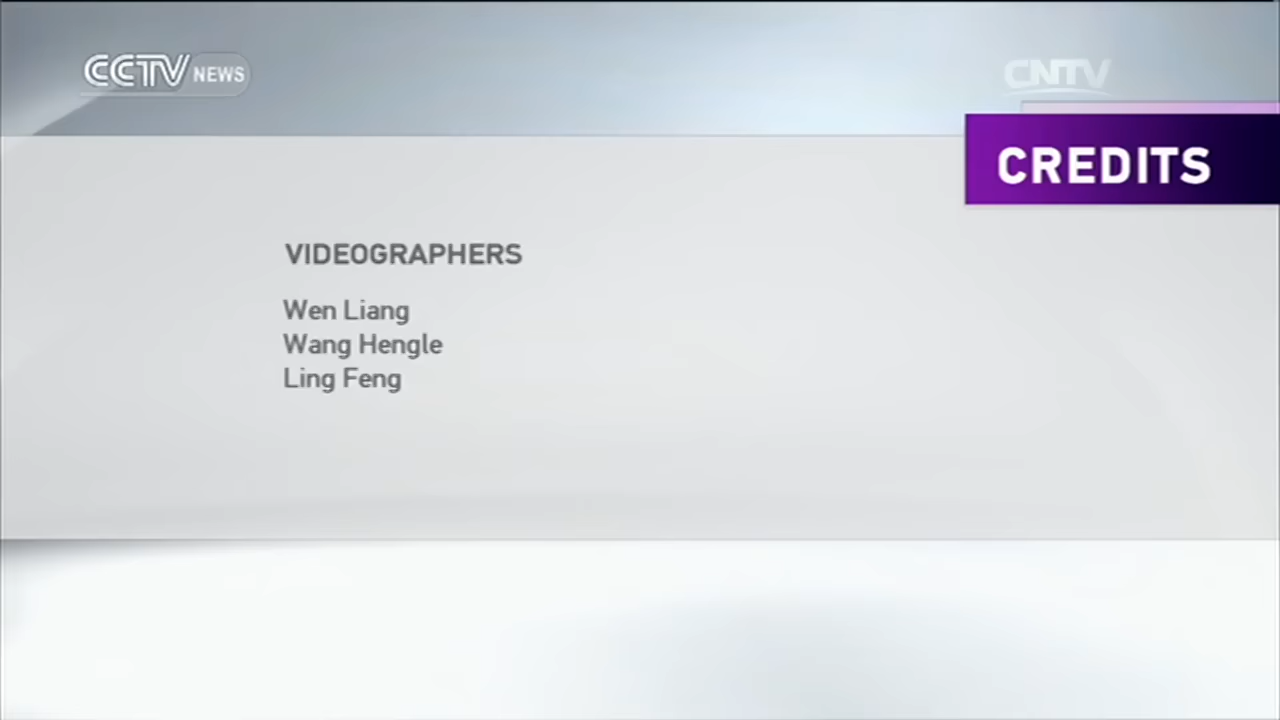 CCTV NEWS
CNTV
CREDITS
VIDEOGRAPHERS
Wen Liang
Wang Hengle
Ling Feng